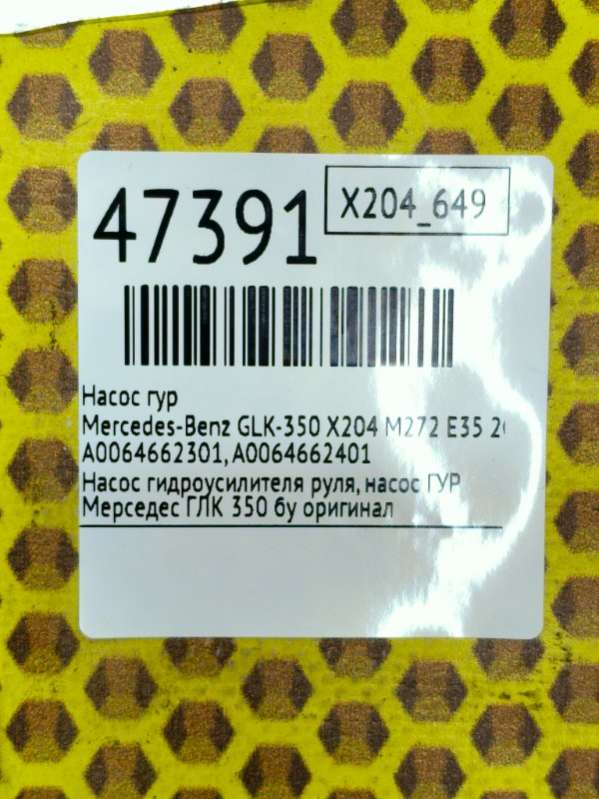 47391
X204_649
Насос гур
Mercedes-Benz GLK-350 X204 M272 E35
A0064662301, A0064662401
Насос гидроусилителя руля, насос ГУР
Мерседес ГЛК 350 бу оригинал